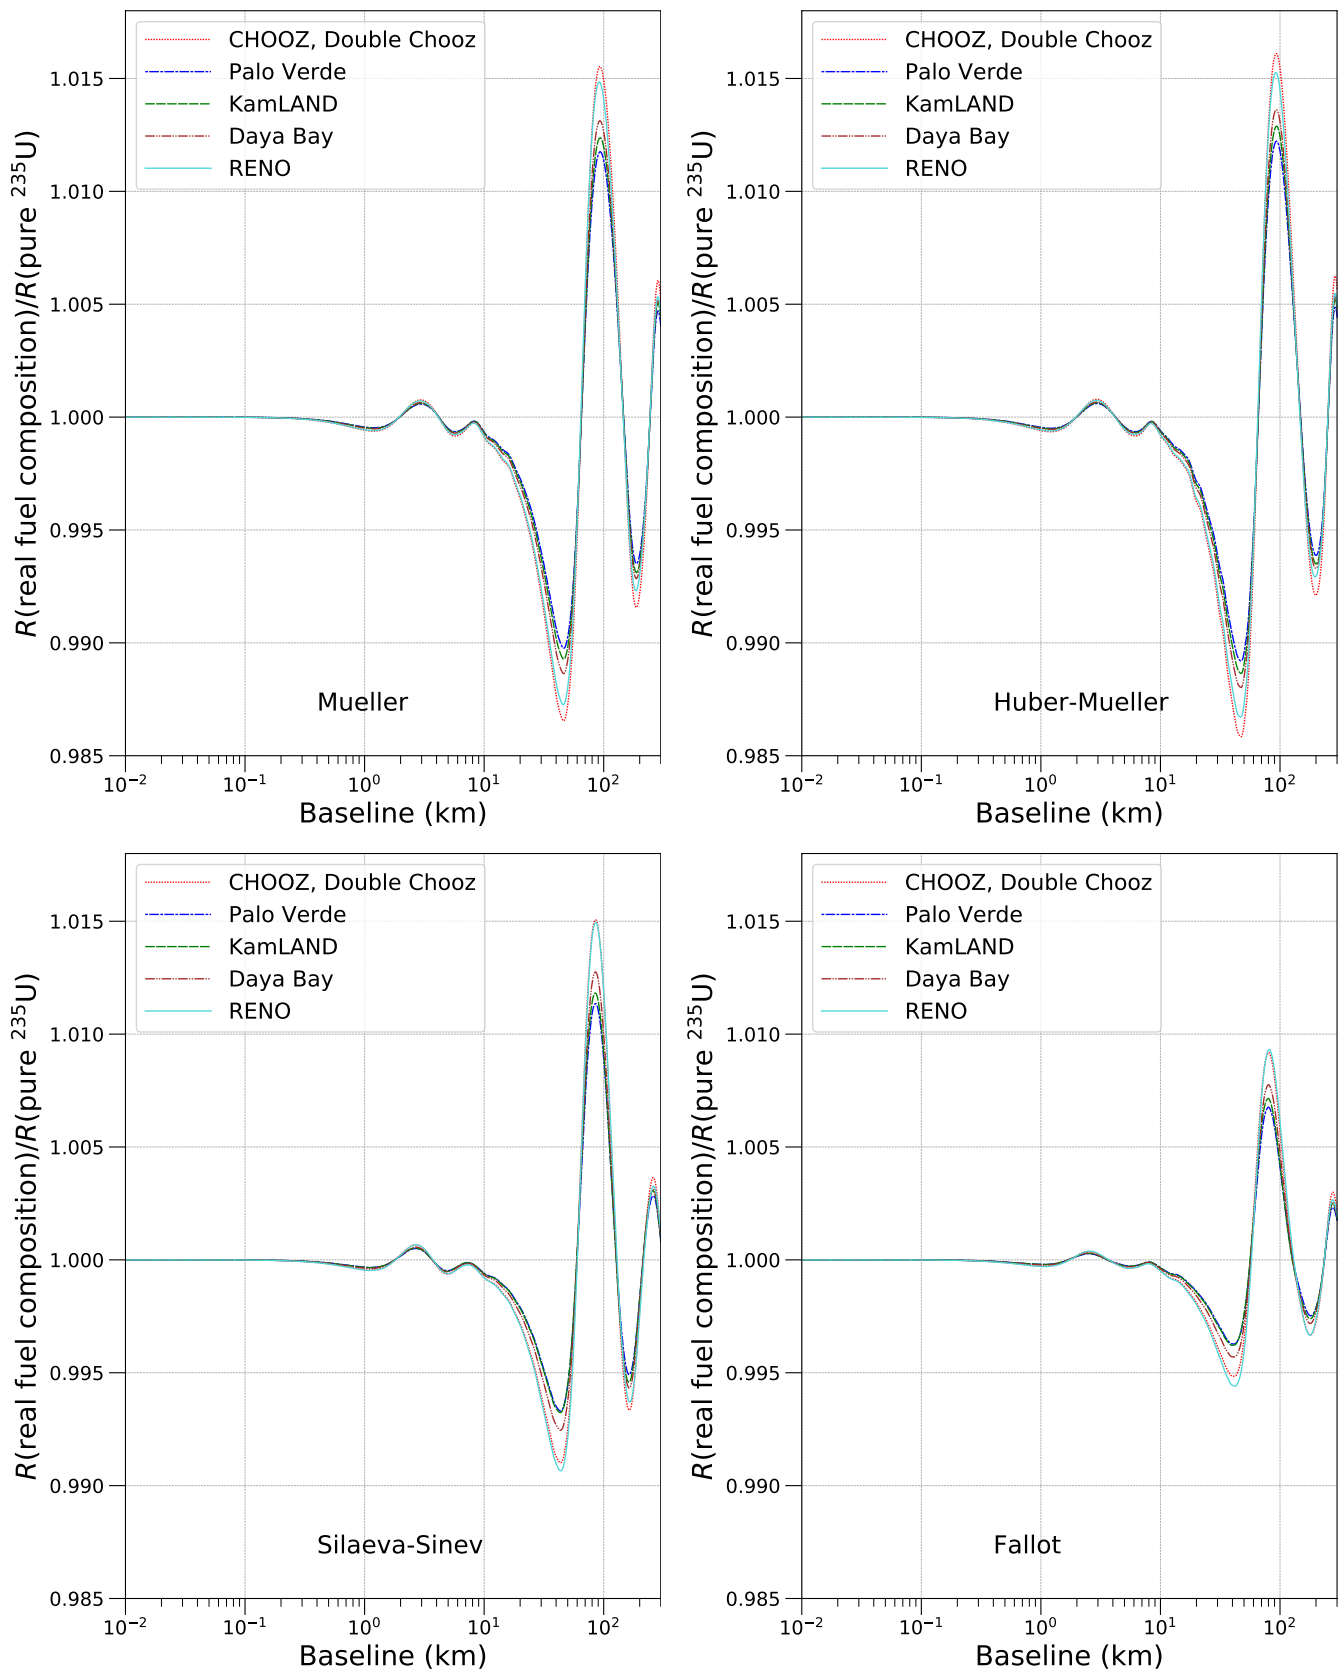 CHOOZ, Double Chooz
Palo Verde
KamLAND
Daya Bay
RENO
1.015
1.010
1.005
1.000
0.995
0.990
0.985
R(real fuel composition)/R(pure ²³⁵U)
Mueller
10⁻² 10⁻¹ 10⁰ 10¹ 10²
Baseline (km)
CHOOZ, Double Chooz
Palo Verde
KamLAND
Daya Bay
RENO
1.015
1.010
1.005
1.000
0.995
0.990
0.985
R(real fuel composition)/R(pure ²³⁵U)
Huber-Mueller
10⁻² 10⁻¹ 10⁰ 10¹ 10²
Baseline (km)
CHOOZ, Double Chooz
Palo Verde
KamLAND
Daya Bay
RENO
1.015
1.010
1.005
1.000
0.995
0.990
0.985
R(real fuel composition)/R(pure ²³⁵U)
Silaeva-Sinev
10⁻² 10⁻¹ 10⁰ 10¹ 10²
Baseline (km)
CHOOZ, Double Chooz
Palo Verde
KamLAND
Daya Bay
RENO
1.015
1.010
1.005
1.000
0.995
0.990
0.985
R(real fuel composition)/R(pure ²³⁵U)
Fallot
10⁻² 10⁻¹ 10⁰ 10¹ 10²
Baseline (km)